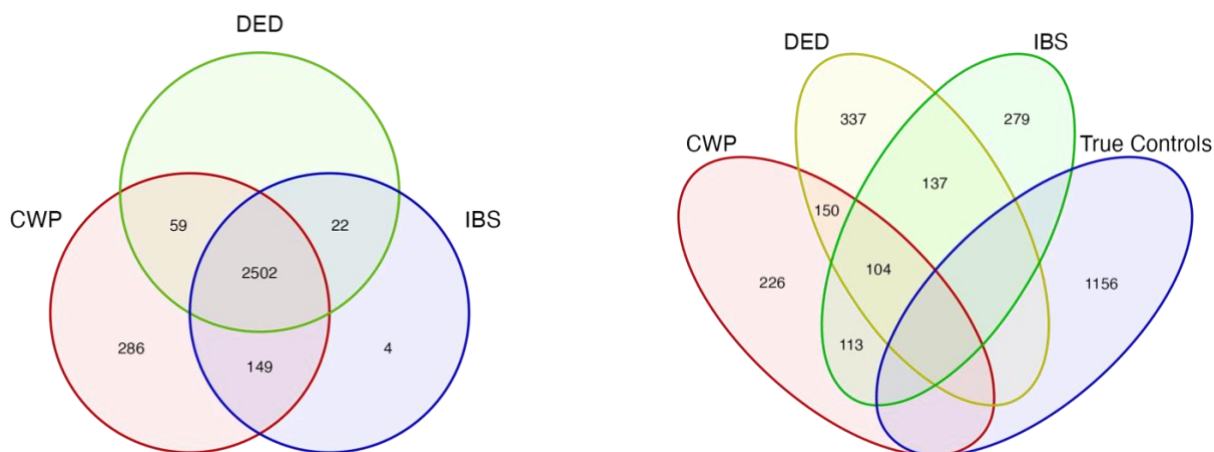 DED
CWP
IBS
59
22
2502
286
149
4
DED
IBS
CWP
True Controls
337
279
137
150
104
226
1156
113